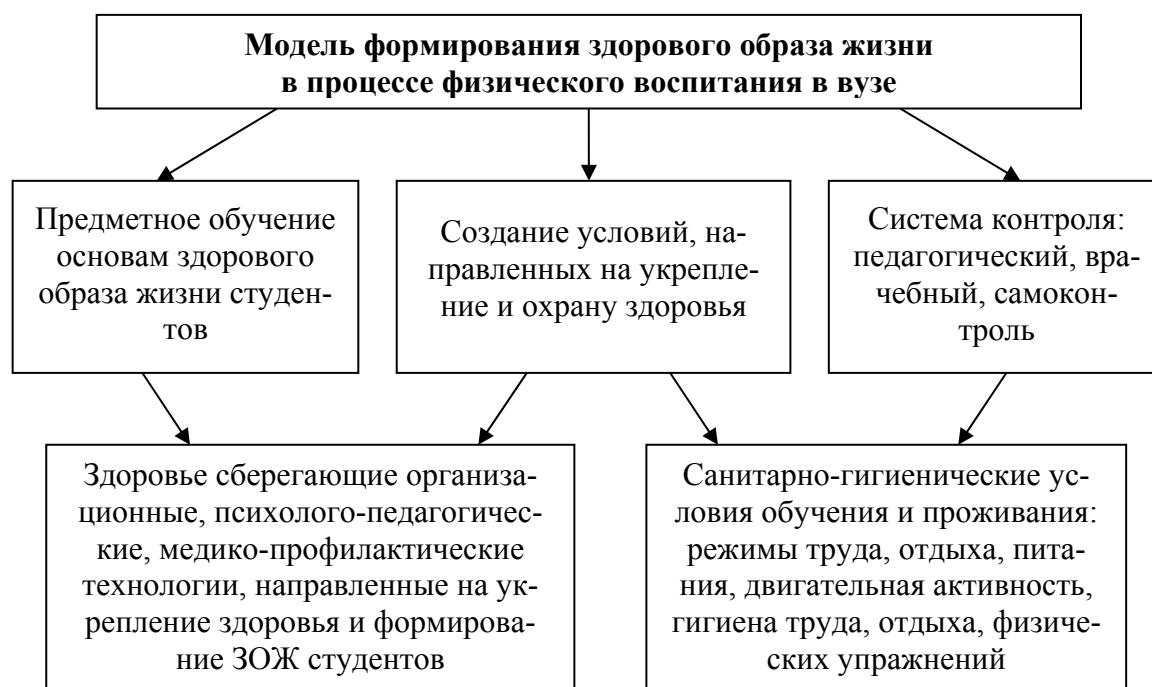 Модель формирования здорового образа жизни
в процессе физического воспитания в вузе
Предметное обучение
основам здорового
образа жизни студен-
тов
Создание условий, на-
правленных на укрепле-
ние и охрану здоровья
Система контроля:
педагогический, вра-
чебный, самокон-
троль
Здоровье сберегающие организа-
ционные, психолого-педагогичес-
кие, медико-профилактические
технологии, направленные на ук-
репление здоровья и формирова-
ние ЗОЖ студентов
Санитарно-гигиенические ус-
ловия обучения и проживания:
режимы труда, отдыха, пита-
ния, двигательная активность,
гигиена труда, отдыха, физиче-
ских упражнений